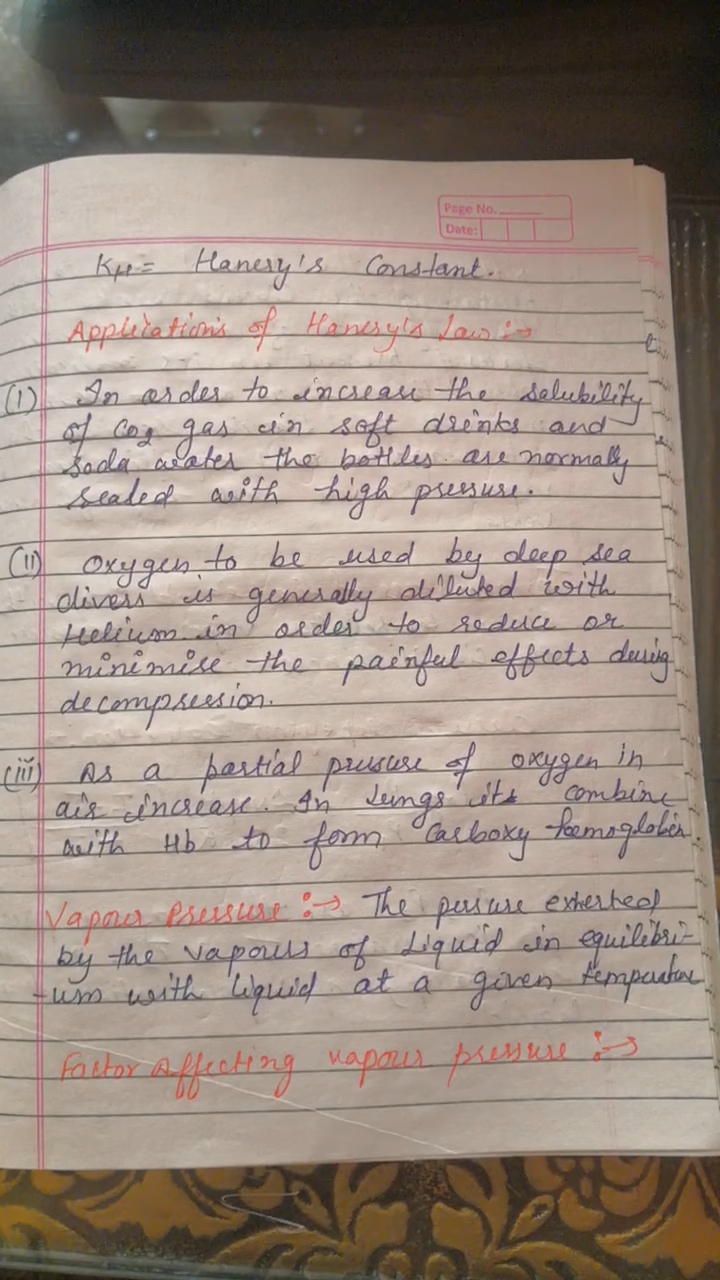 Page No.
Date:
KH = Hanery's Constant.
Applications of Hanery's Law :→
(I) In order to increase the solubility
of CO2 gas in soft drinks and
soda water the bottles are normally
sealed with high pressure.
(II) Oxygen to be used by deep sea
divers is generally diluted with
Helium in order to reduce or
minimise the painful effects during
decompression.
(iii) As a partial pressure of oxygen in
air increase. In lungs its combine
with Hb to form Carboxy-haemoglobin.
Vapour Pressure :→ The pressure exherted
by the vapours of liquid in equilibri-
-um with liquid at a given temperature
Factor Affecting vapour pressure :→